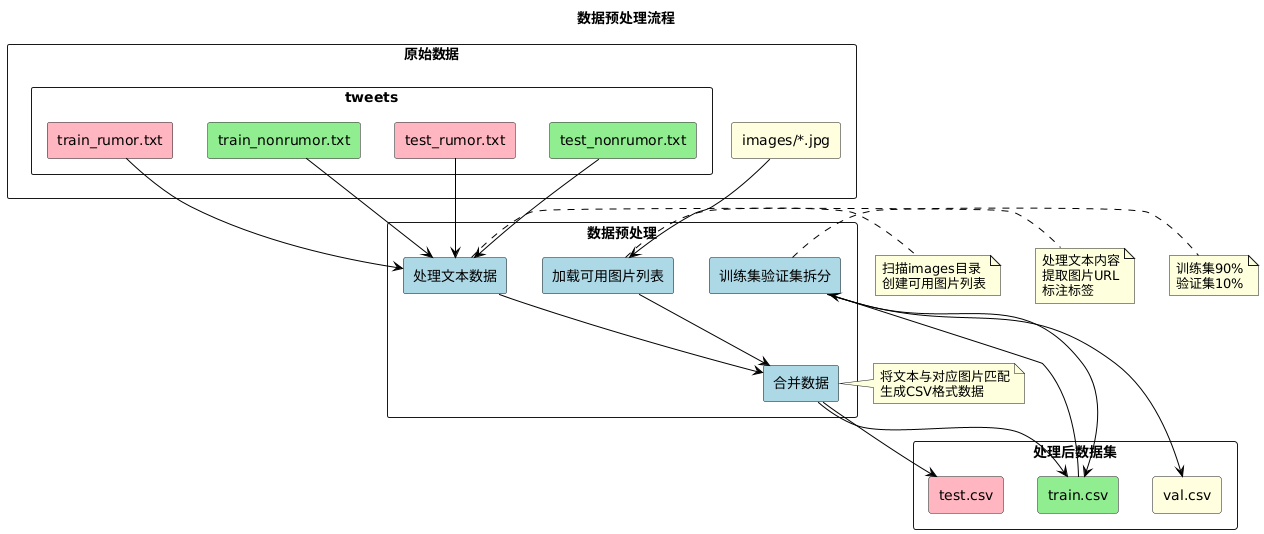 数据预处理流程
原始数据
tweets
train_rumor.txt
train_nonrumor.txt
test_rumor.txt
test_nonrumor.txt
images/*.jpg
数据预处理
处理文本数据
加载可用图片列表
训练集验证集拆分
扫描images目录
创建可用图片列表
处理文本内容
提取图片URL
标注标签
训练集90%
验证集10%
合并数据
将文本与对应图片匹配
生成CSV格式数据
处理后数据集
test.csv
train.csv
val.csv